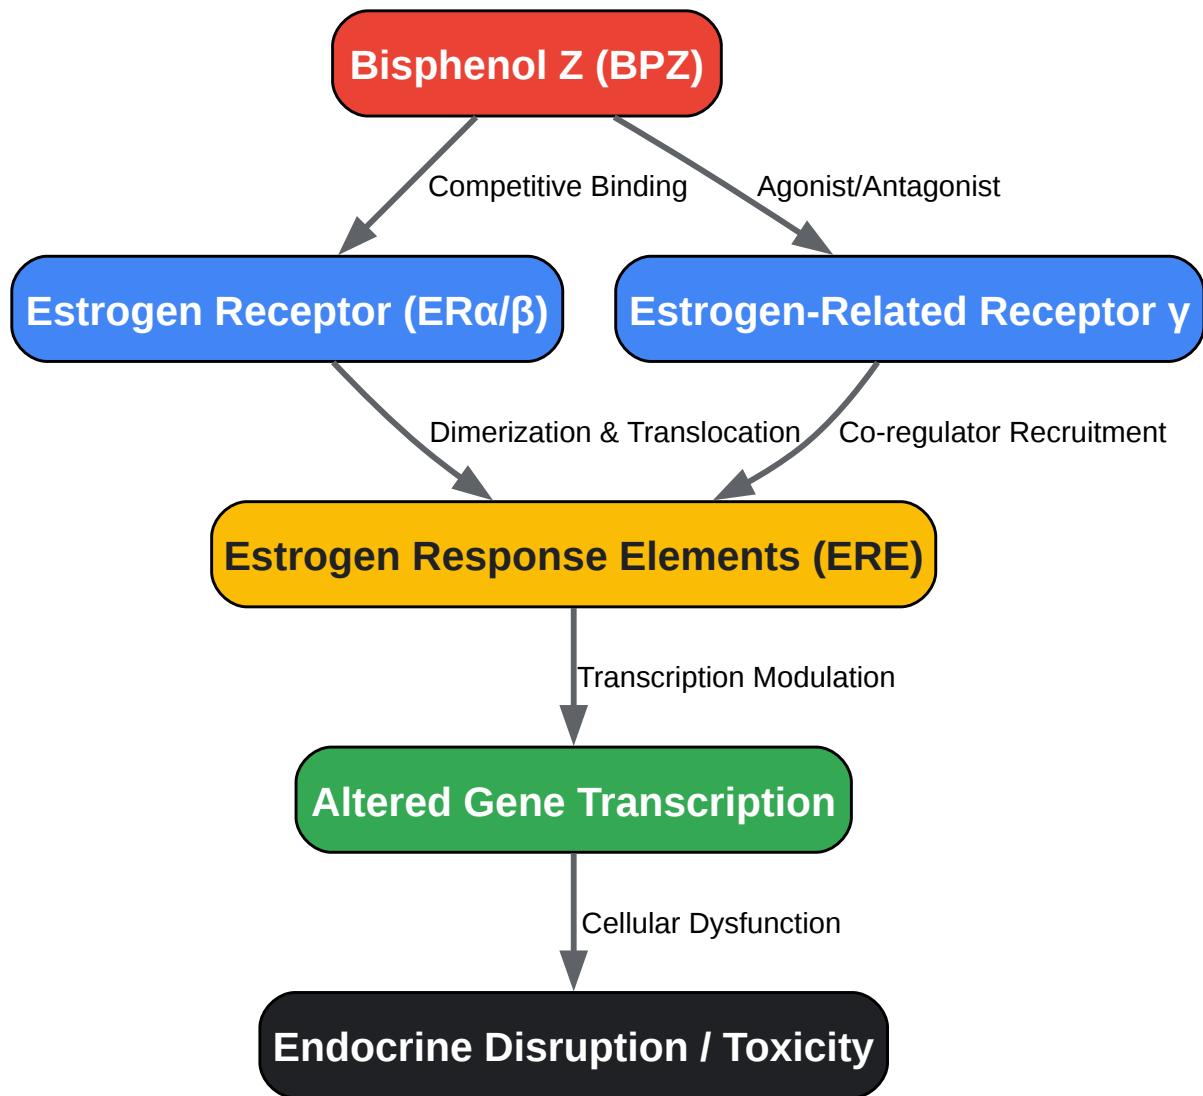 Bisphenol Z (BPZ)
Competitive Binding
Agonist/Antagonist
Estrogen Receptor (ERα/β)
Estrogen-Related Receptor γ
Dimerization & Translocation
Co-regulator Recruitment
Estrogen Response Elements (ERE)
Transcription Modulation
Altered Gene Transcription
Cellular Dysfunction
Endocrine Disruption / Toxicity